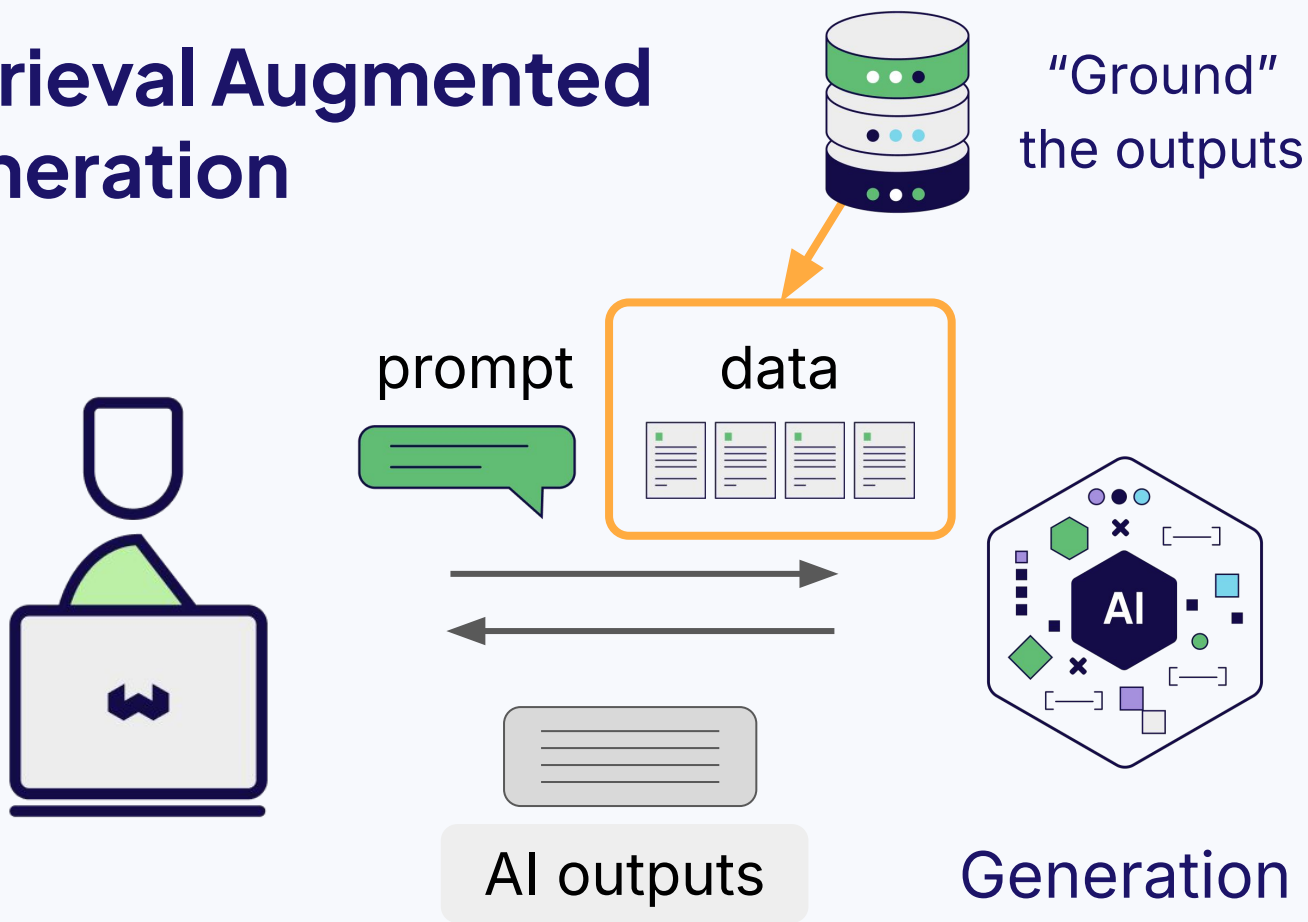 rieval Augmented
neration
“Ground”
the outputs
prompt
data
AI
AI outputs
Generation